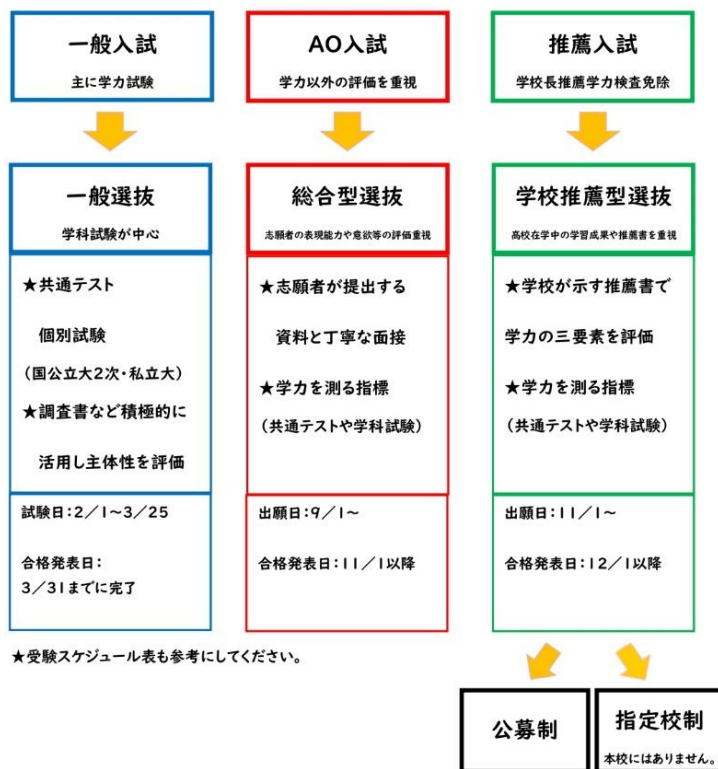 一般入試
主に学力試験
AO入試
学力以外の評価を重視
推薦入試
学校長推薦学力検査免除
一般選抜
学科試験が中心
★共通テスト
個別試験
(国公立大2次・私立大)
★調査書など積極的に
活用し主体性を評価
試験日:2/1~3/25
合格発表日:
3/31までに完了
総合型選抜
志願者の表現能力や意欲等の評価重視
★志願者が提出する
資料と丁寧な面接
★学力を測る指標
(共通テストや学科試験)
出願日:9/1~
合格発表日:11/1以降
学校推薦型選抜
高校在学中の学習成果や推薦書を重視
★学校が示す推薦書で
学力の三要素を評価
★学力を測る指標
(共通テストや学科試験)
出願日:11/1~
合格発表日:12/1以降
★受験スケジュール表も参考にしてください。
公募制
指定校制
本校にはありません。